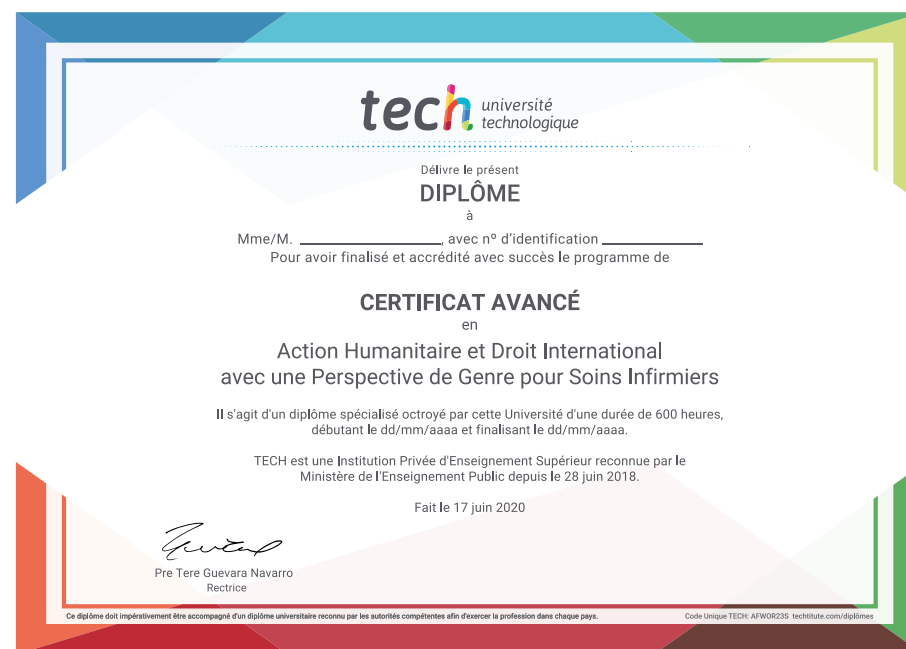 tech université
technologique
Délivre le présent
DIPLÔME
à
Mme/M. ____________________, avec nº d'identification ______________
Pour avoir finalisé et accrédité avec succès le programme de
CERTIFICAT AVANCÉ
en
Action Humanitaire et Droit International
avec une Perspective de Genre pour Soins Infirmiers
Il s'agit d'un diplôme spécialisé octroyé par cette Université d'une durée de 600 heures,
débutant le dd/mm/aaaa et finalisant le dd/mm/aaaa.
TECH est une Institution Privée d'Enseignement Supérieur reconnue par le
Ministère de l'Enseignement Public depuis le 28 juin 2018.
Fait le 17 juin 2020
Pre Tere Guevara Navarro
Rectrice
Ce diplôme doit impérativement être accompagné d'un diplôme universitaire reconnu par les autorités compétentes afin d'exercer la profession dans chaque pays.
Code Unique TECH: AFWOR23S techtitute.com/diplômes